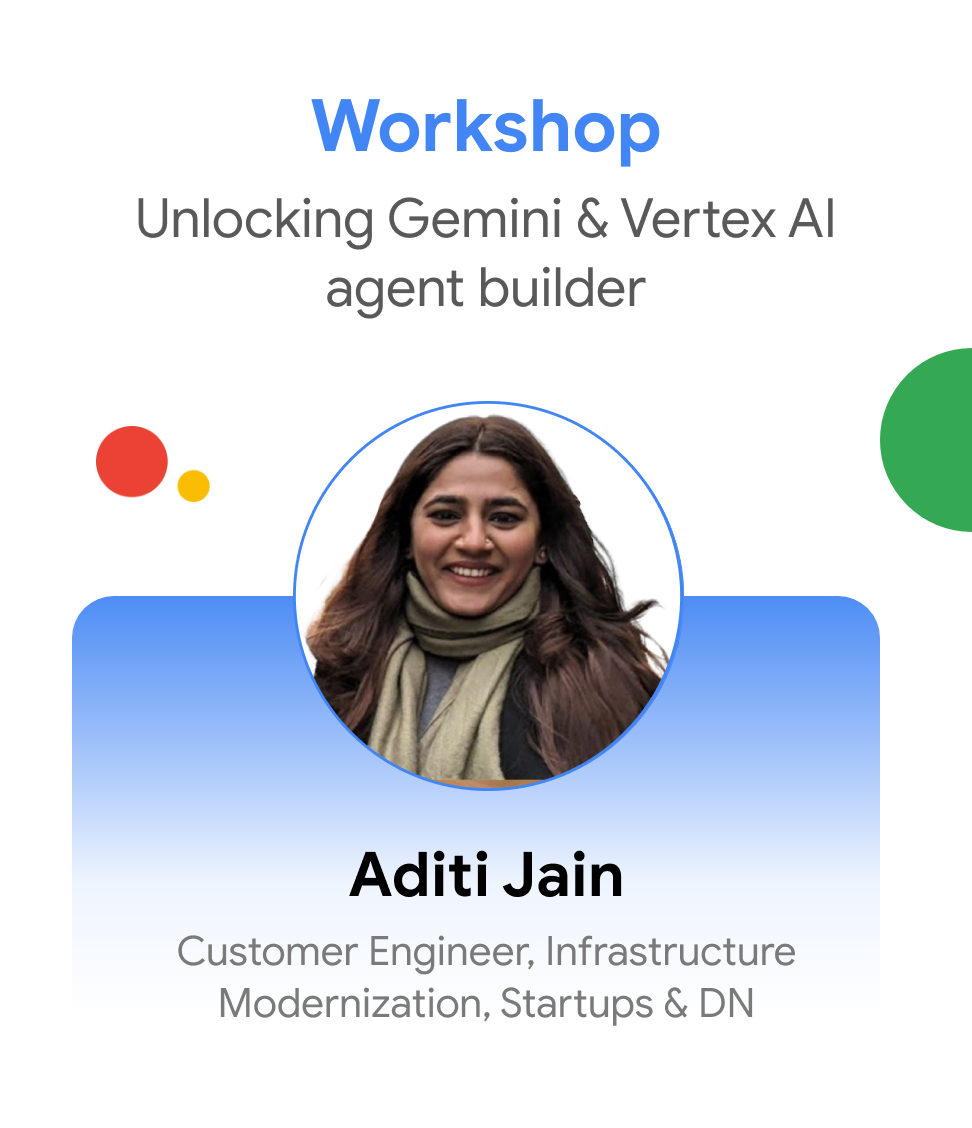 Workshop
Unlocking Gemini & Vertex AI
agent builder
Aditi Jain
Customer Engineer, Infrastructure
Modernization, Startups & DN